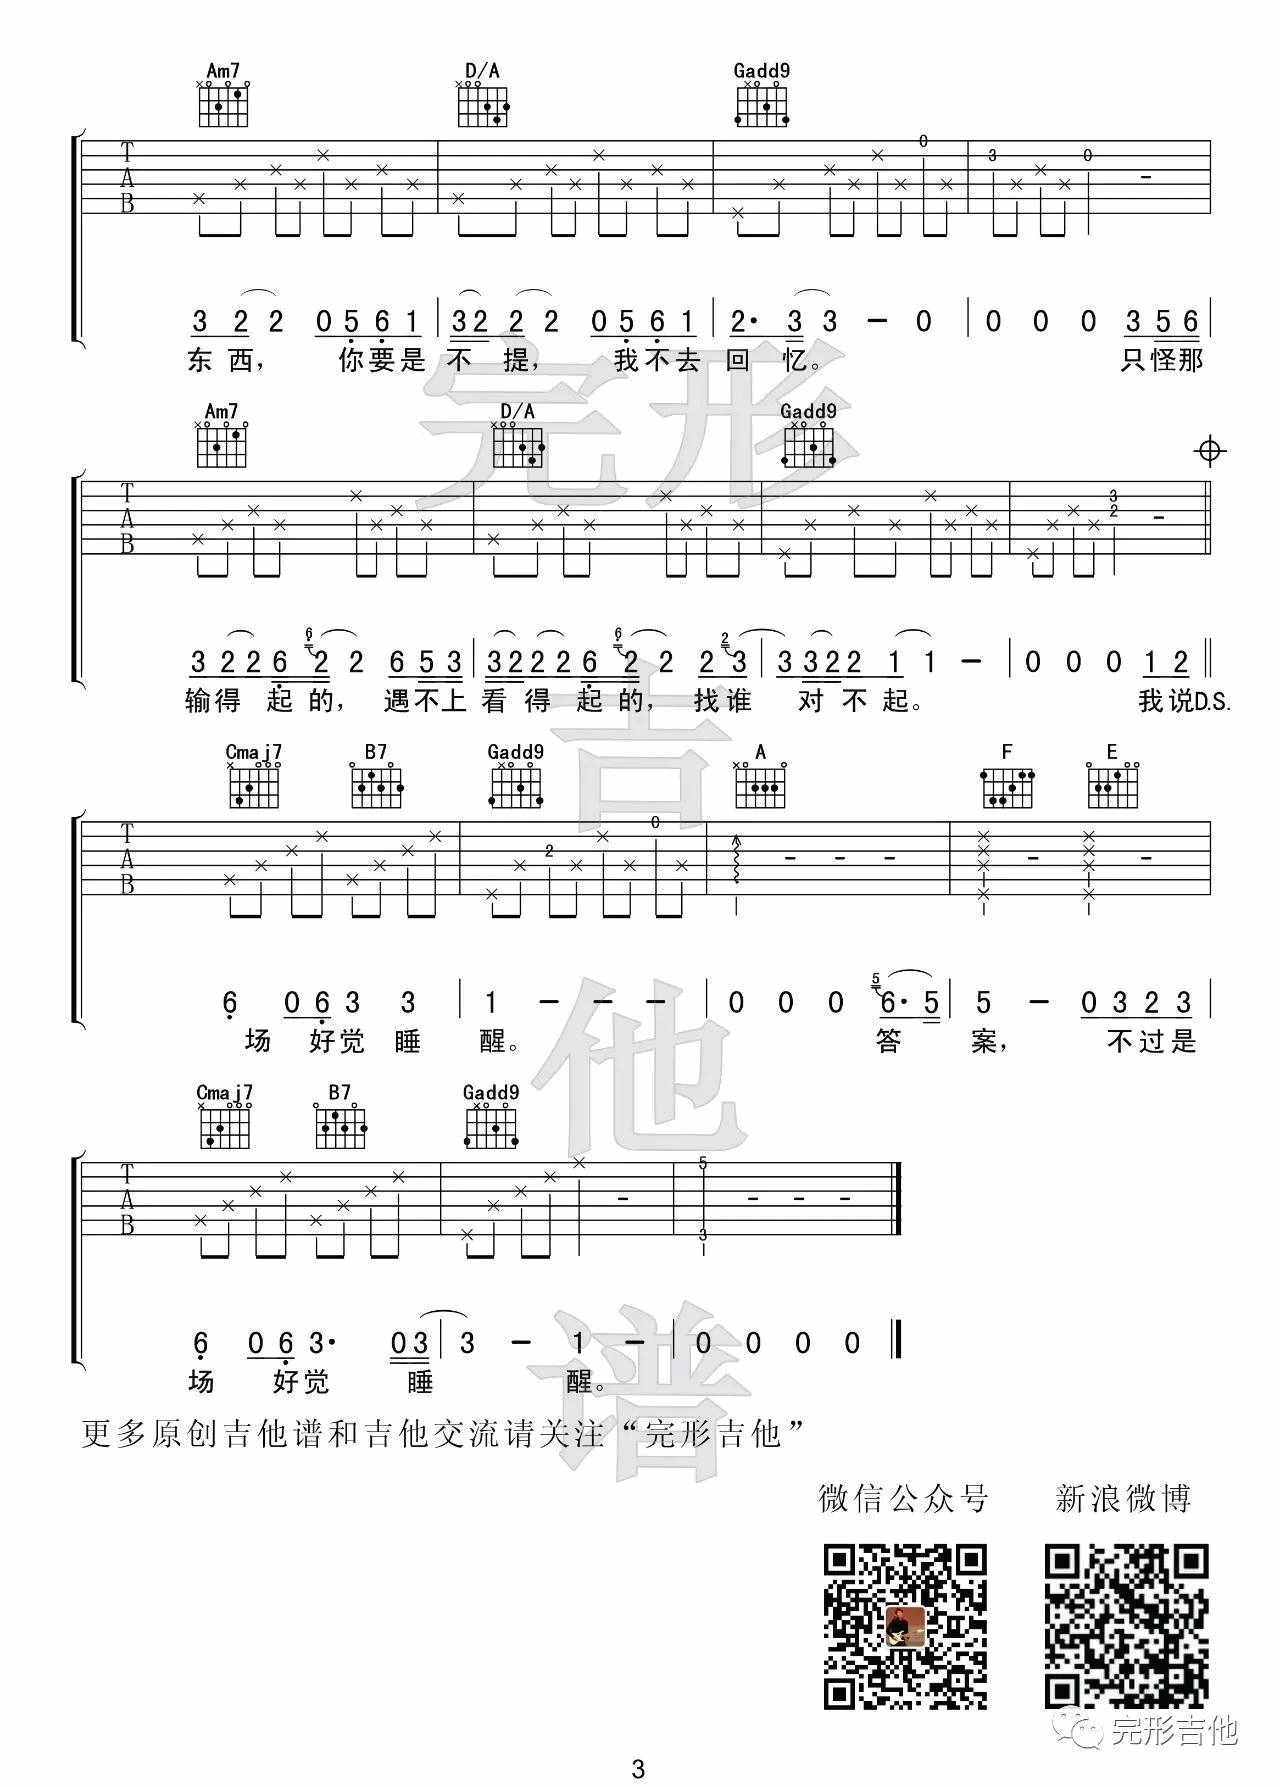 Am7 D/A Gadd9
T A B 0 3 0
3 2 2 0 5 6 1 3 2 2 2 0 5 6 1 2· 3 3 — 0 0 0 0 3 5 6
东西， 你要是 不 提， 我不去 回 忆。 只怪那
Am7 D/A Gadd9
T A B 3 2
3 2 2 6 6 2 2 6 5 3 3 2 2 2 6 6 2 2 2 2 3 3 3 2 2 1 1 — 0 0 0 1 2
输得 起的， 遇不上 看得 起的， 找谁 对不起。 我说D.S.
Cmaj7 B7 Gadd9 A F E
T A B 2 0
6 0 6 3 3 1 — — — 0 0 0 5 6· 5 5 — 0 3 2 3
场 好觉 睡 醒。 答 案， 不过是
Cmaj7 B7 Gadd9
T A B 5 3
6 0 6 3· 0 3 3 — 1 — 0 0 0 0
场 好觉 睡 醒。
更多原创吉他谱和吉他交流请关注“完形吉他”
微信公众号 新浪微博
完形吉他
3
完形吉他谱